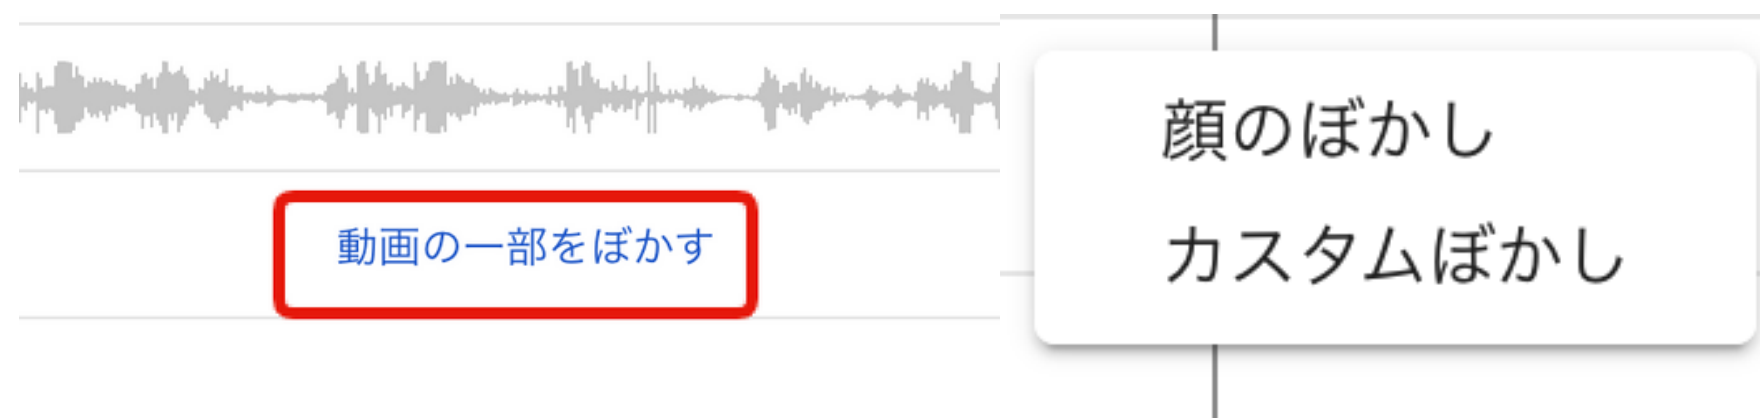 動画の一部をぼかす
顔のぼかし
カスタムぼかし